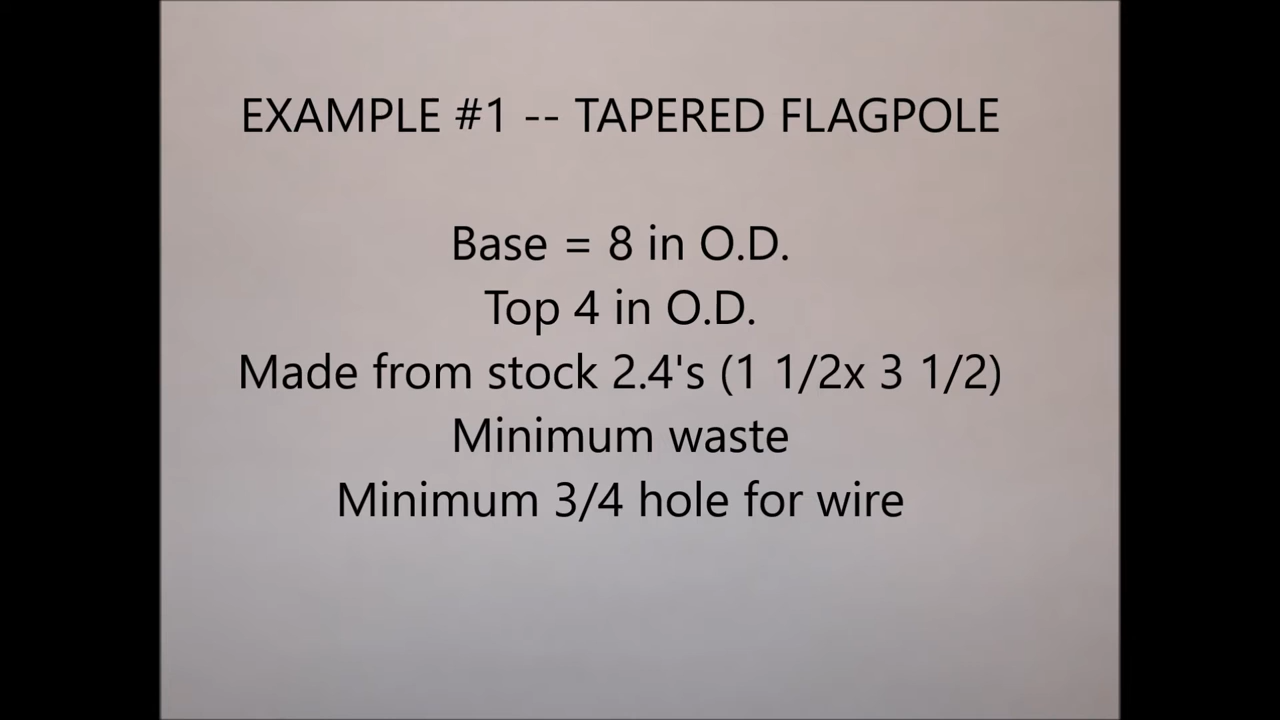 EXAMPLE #1 -- TAPERED FLAGPOLE
Base = 8 in O.D.
Top 4 in O.D.
Made from stock 2.4's (1 1/2x 3 1/2)
Minimum waste
Minimum 3/4 hole for wire